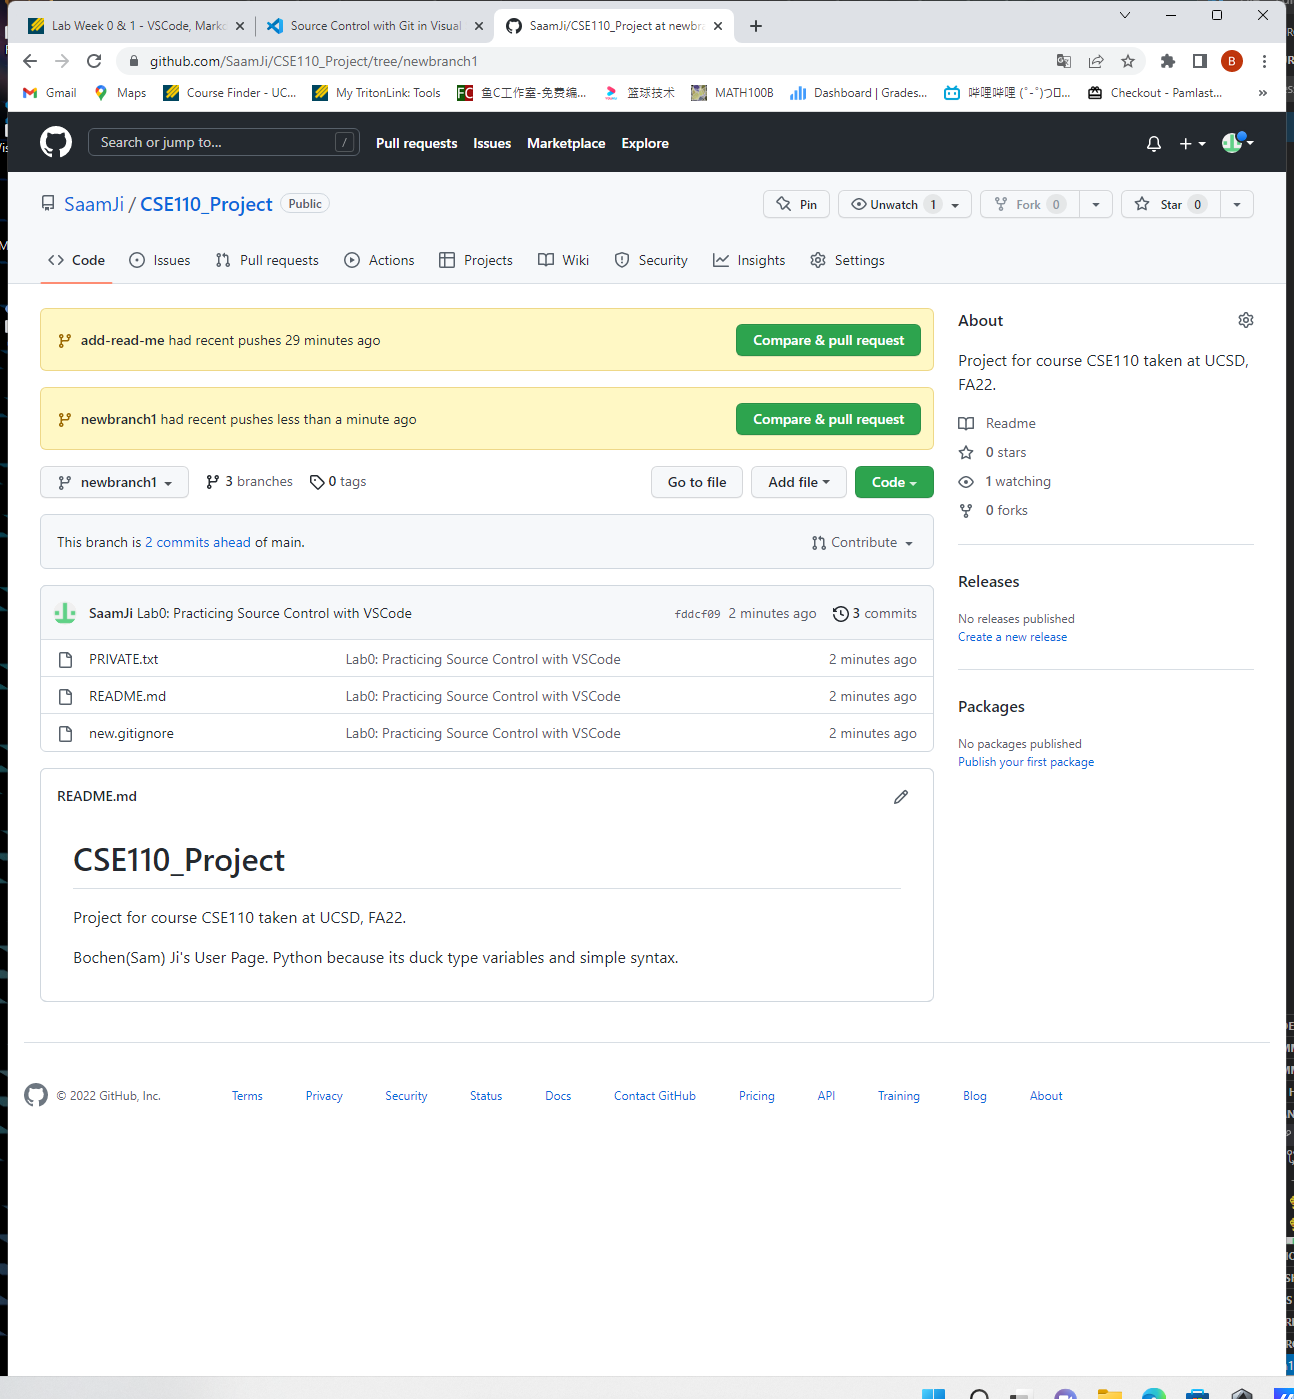 Lab Week 0 & 1 - VSCode, Markd
Source Control with Git in Visual
SaamJi/CSE110_Project at newbra
github.com/SaamJi/CSE110_Project/tree/newbranch1
B
Gmail
Maps
Course Finder - UC...
My TritonLink: Tools
FC
鱼C工作室-免费编...
篮球技术
MATH100B
Dashboard | Grades...
哔哩哔哩
Checkout - Pamlast...
»
Search or jump to...
/
Pull requests
Issues
Marketplace
Explore
SaamJi / CSE110_Project
Public
Pin
Unwatch 1
Fork 0
Star 0
Code
Issues
Pull requests
Actions
Projects
Wiki
Security
Insights
Settings
add-read-me had recent pushes 29 minutes ago
Compare & pull request
newbranch1 had recent pushes less than a minute ago
Compare & pull request
newbranch1
3 branches
0 tags
Go to file
Add file
Code
This branch is 2 commits ahead of main.
Contribute
SaamJi Lab0: Practicing Source Control with VSCode
fddcf09 2 minutes ago
3 commits
PRIVATE.txt
Lab0: Practicing Source Control with VSCode
2 minutes ago
README.md
Lab0: Practicing Source Control with VSCode
2 minutes ago
new.gitignore
Lab0: Practicing Source Control with VSCode
2 minutes ago
README.md
CSE110_Project
Project for course CSE110 taken at UCSD, FA22.
Bochen(Sam) Ji's User Page. Python because its duck type variables and simple syntax.
About
Project for course CSE110 taken at UCSD,
FA22.
Readme
0 stars
1 watching
0 forks
Releases
No releases published
Create a new release
Packages
No packages published
Publish your first package
© 2022 GitHub, Inc.
Terms
Privacy
Security
Status
Docs
Contact GitHub
Pricing
API
Training
Blog
About